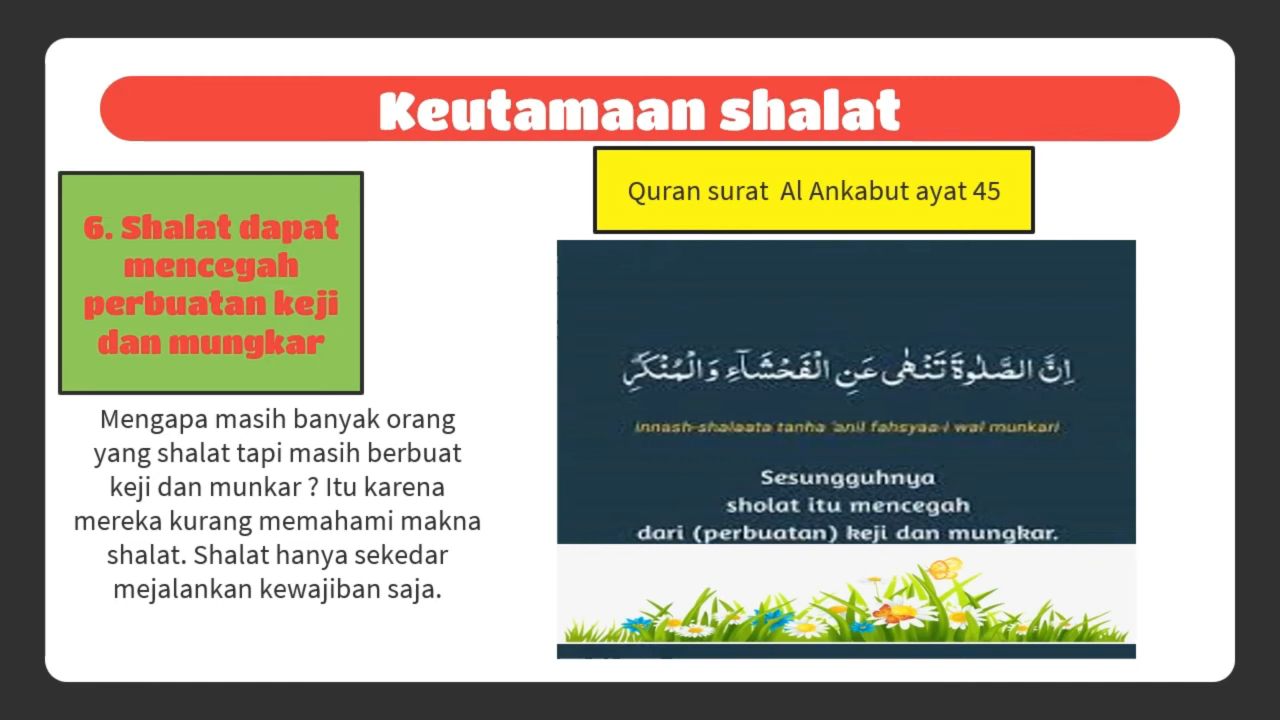 Keutamaan shalat
6. Shalat dapat
mencegah
perbuatan keji
dan mungkar
Mengapa masih banyak orang
yang shalat tapi masih berbuat
keji dan munkar ? Itu karena
mereka kurang memahami makna
shalat. Shalat hanya sekedar
mejalankan kewajiban saja.
Quran surat Al Ankabut ayat 45
اِنَّ الصَّلٰوةَ تَنْهٰى عَنِ الْفَحْشَاۤءِ وَالْمُنْكَرِ
innash-shalaata tanha 'anil fahsyaa-i wal munkari
Sesungguhnya
sholat itu mencegah
dari (perbuatan) keji dan mungkar.